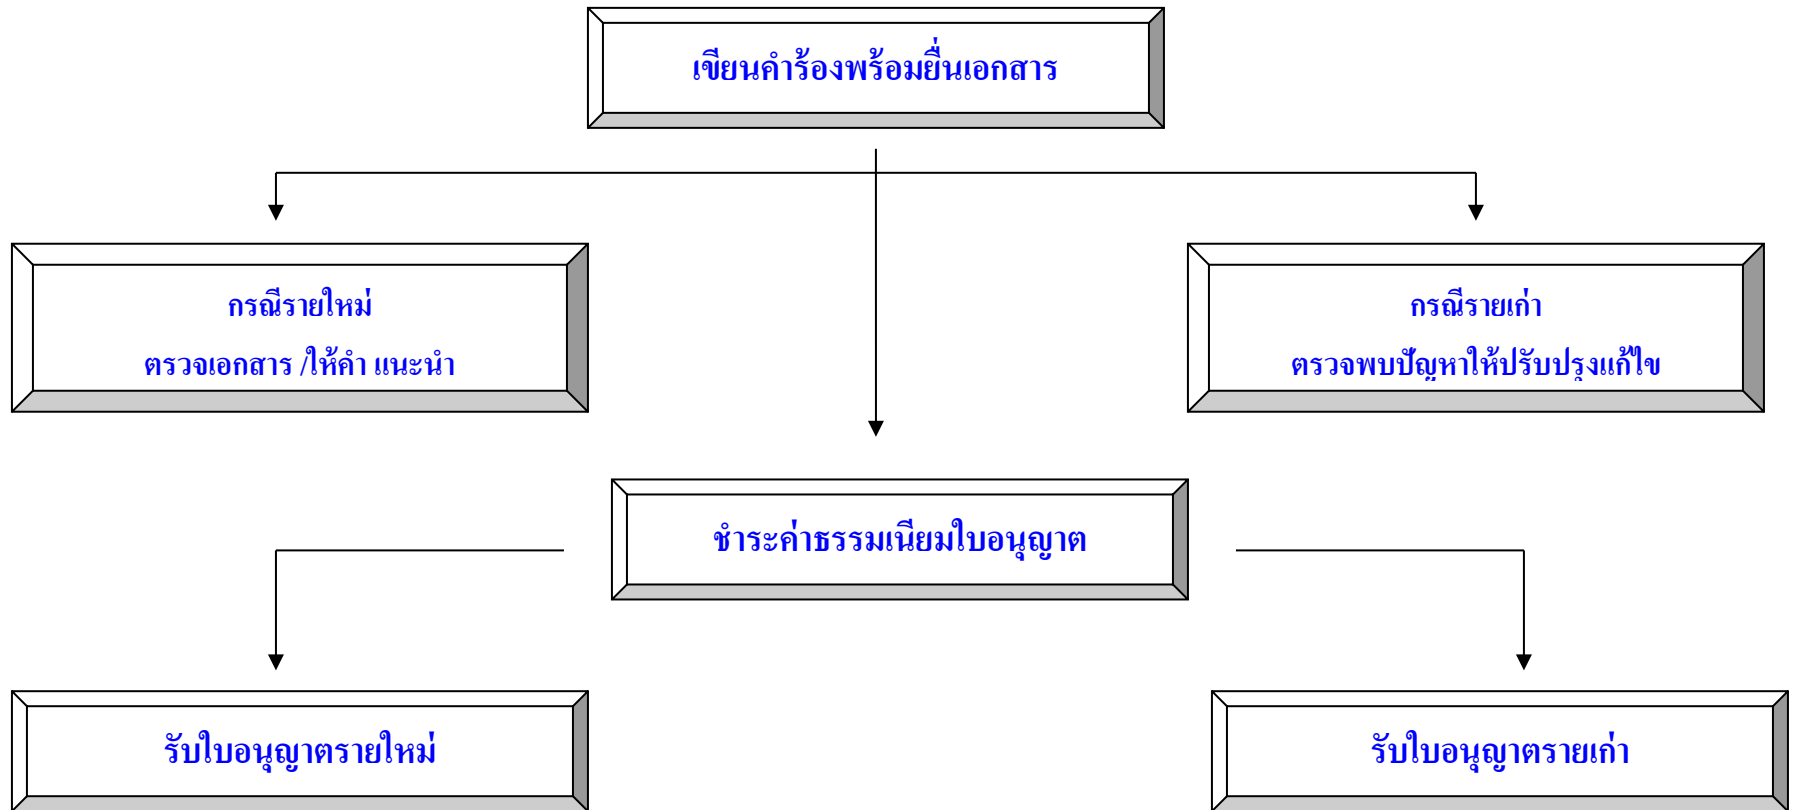 เขียนคำร้องพร้อมยื่นเอกสาร
กรณีรายใหม่
ตรวจเอกสาร /ให้คำ แนะนำ
กรณีรายเก่า
ตรวจพบปัญหาให้ปรับปรุงแก้ไข
ชำระค่าธรรมเนียมใบอนุญาต
รับใบอนุญาตรายใหม่
รับใบอนุญาตรายเก่า